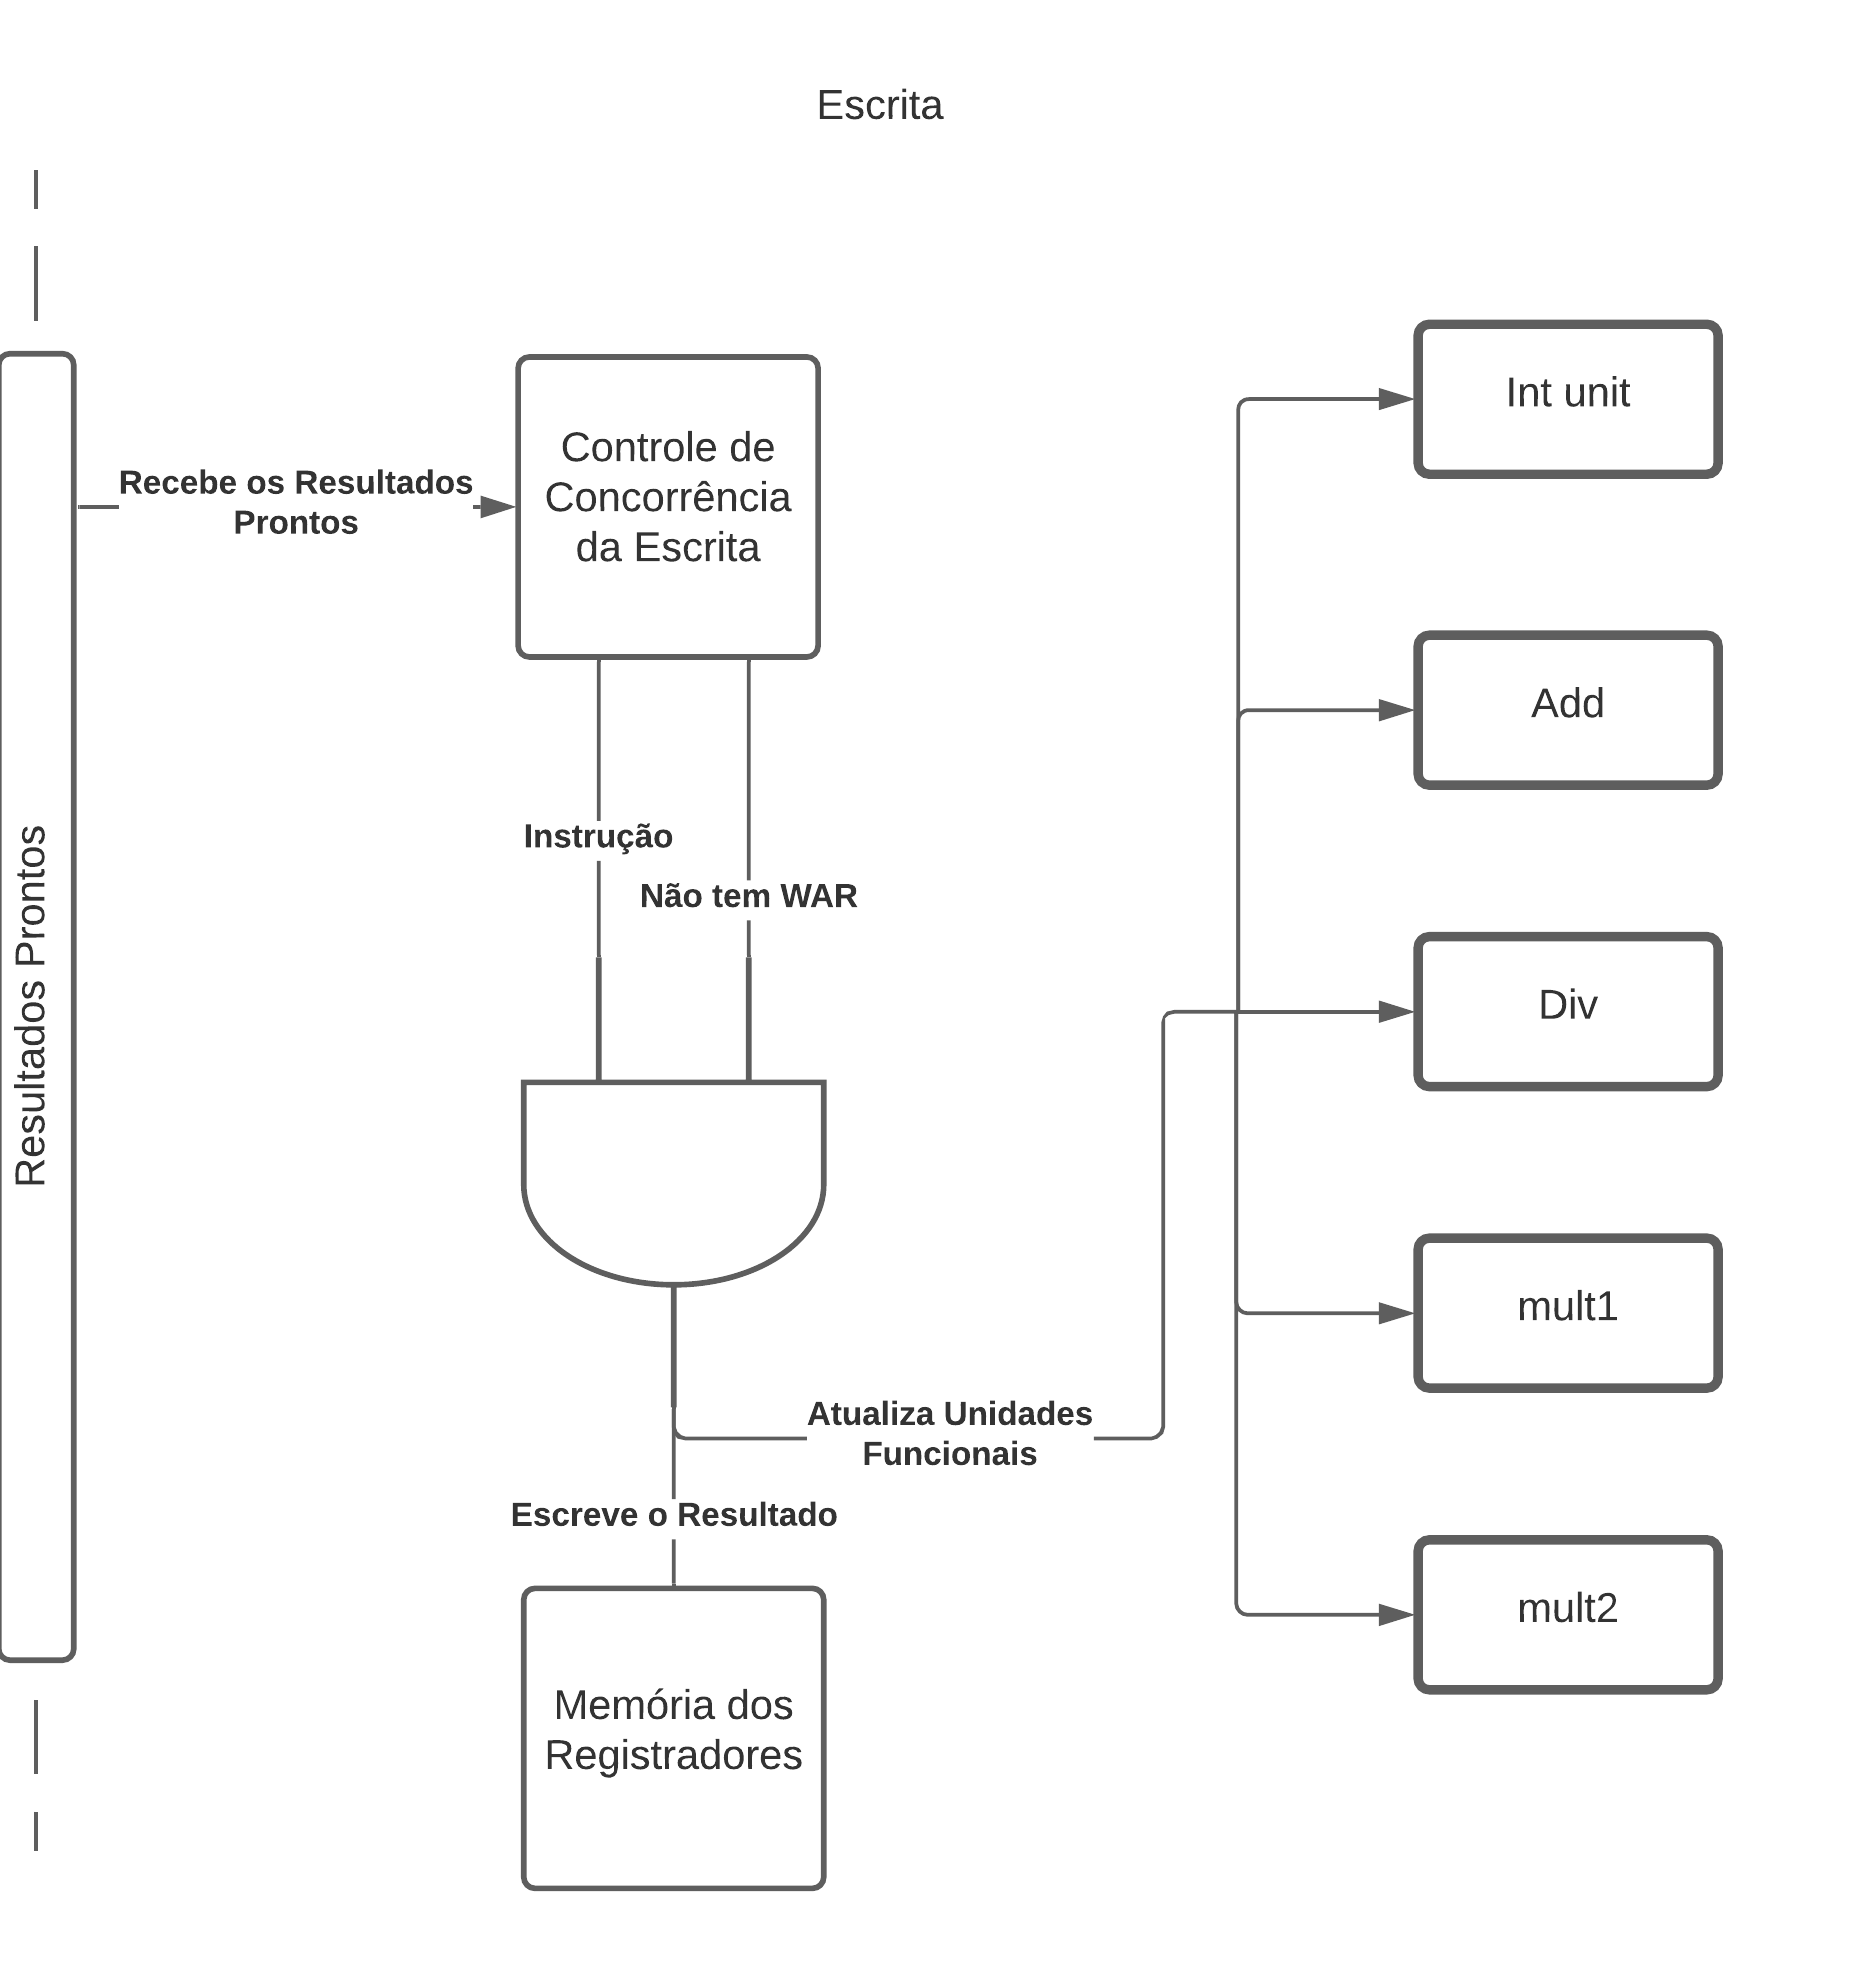 Escrita
Resultados Prontos
Recebe os Resultados
Prontos
Controle de
Concorrência
da Escrita
Instrução
Não tem WAR
Atualiza Unidades
Funcionais
Escreve o Resultado
Memória dos
Registradores
Int unit
Add
Div
mult1
mult2